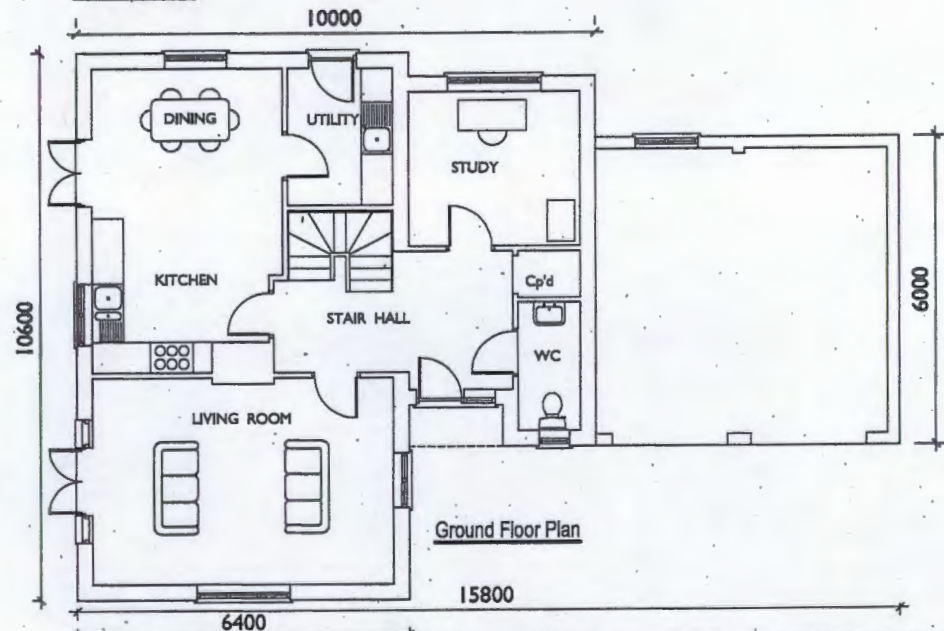 10000
DINING
UTILITY
STUDY
KITCHEN
Cp'd
STAIR HALL
WC
10600
6000
LIVING ROOM
Ground Floor Plan
15800
6400